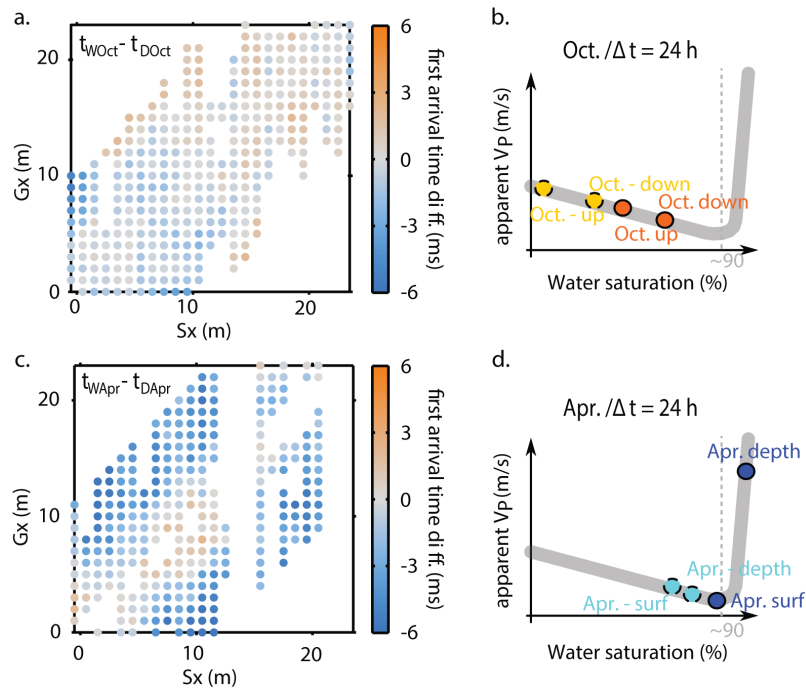 a.
t_WOct - t_DOct
Gx (m)
20
10
0
0
10
20
Sx (m)
6
3
0
-3
-6
first arrival time di ff. (ms)
b.
Oct. /Δ t = 24 h
apparent Vp (m/s)
Oct. - down
Oct. down
Oct. - up
Oct. up
~90
Water saturation (%)
c.
t_WApr - t_DApr
Gx (m)
20
10
0
0
10
20
Sx (m)
6
3
0
-3
-6
first arrival time di ff. (ms)
d.
Apr. /Δ t = 24 h
apparent Vp (m/s)
Apr. depth
Apr. - depth
Apr. - surf
Apr. surf
~90
Water saturation (%)